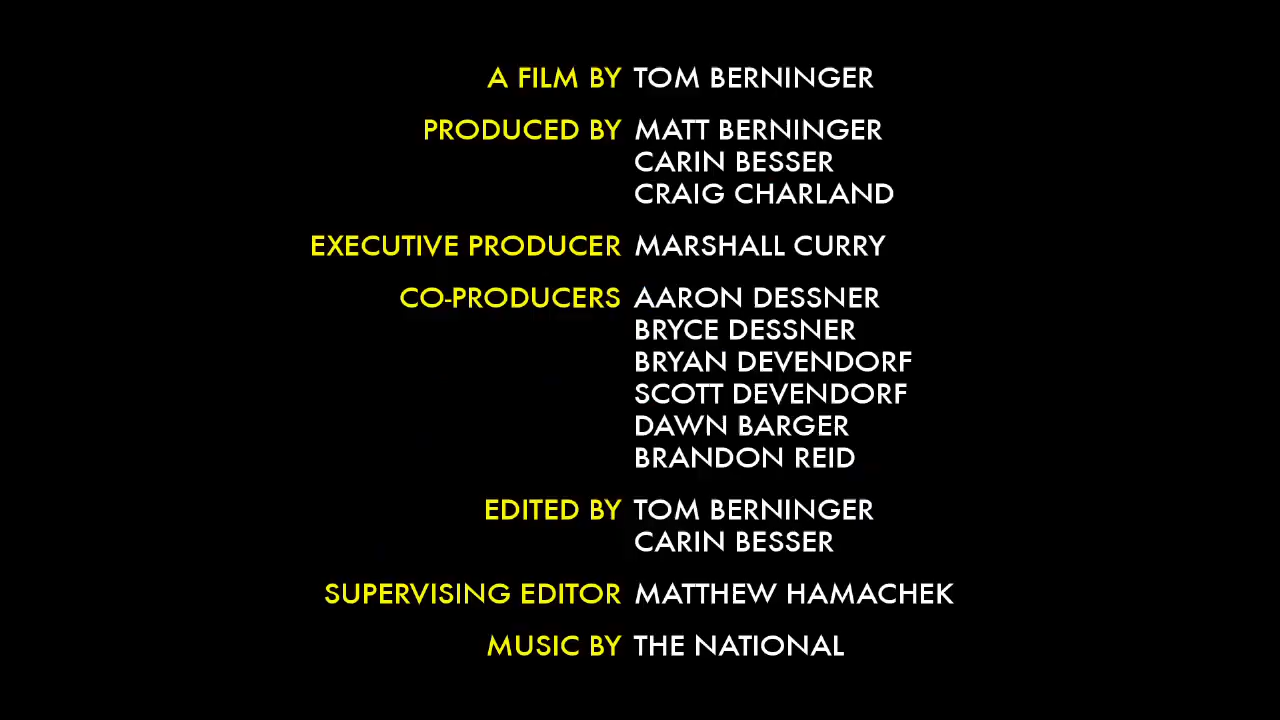 A FILM BY TOM BERNINGER
PRODUCED BY MATT BERNINGER
CARIN BESSER
CRAIG CHARLAND
EXECUTIVE PRODUCER MARSHALL CURRY
CO-PRODUCERS AARON DESSNER
BRYCE DESSNER
BRYAN DEVENDORF
SCOTT DEVENDORF
DAWN BARGER
BRANDON REID
EDITED BY TOM BERNINGER
CARIN BESSER
SUPERVISING EDITOR MATTHEW HAMACHEK
MUSIC BY THE NATIONAL